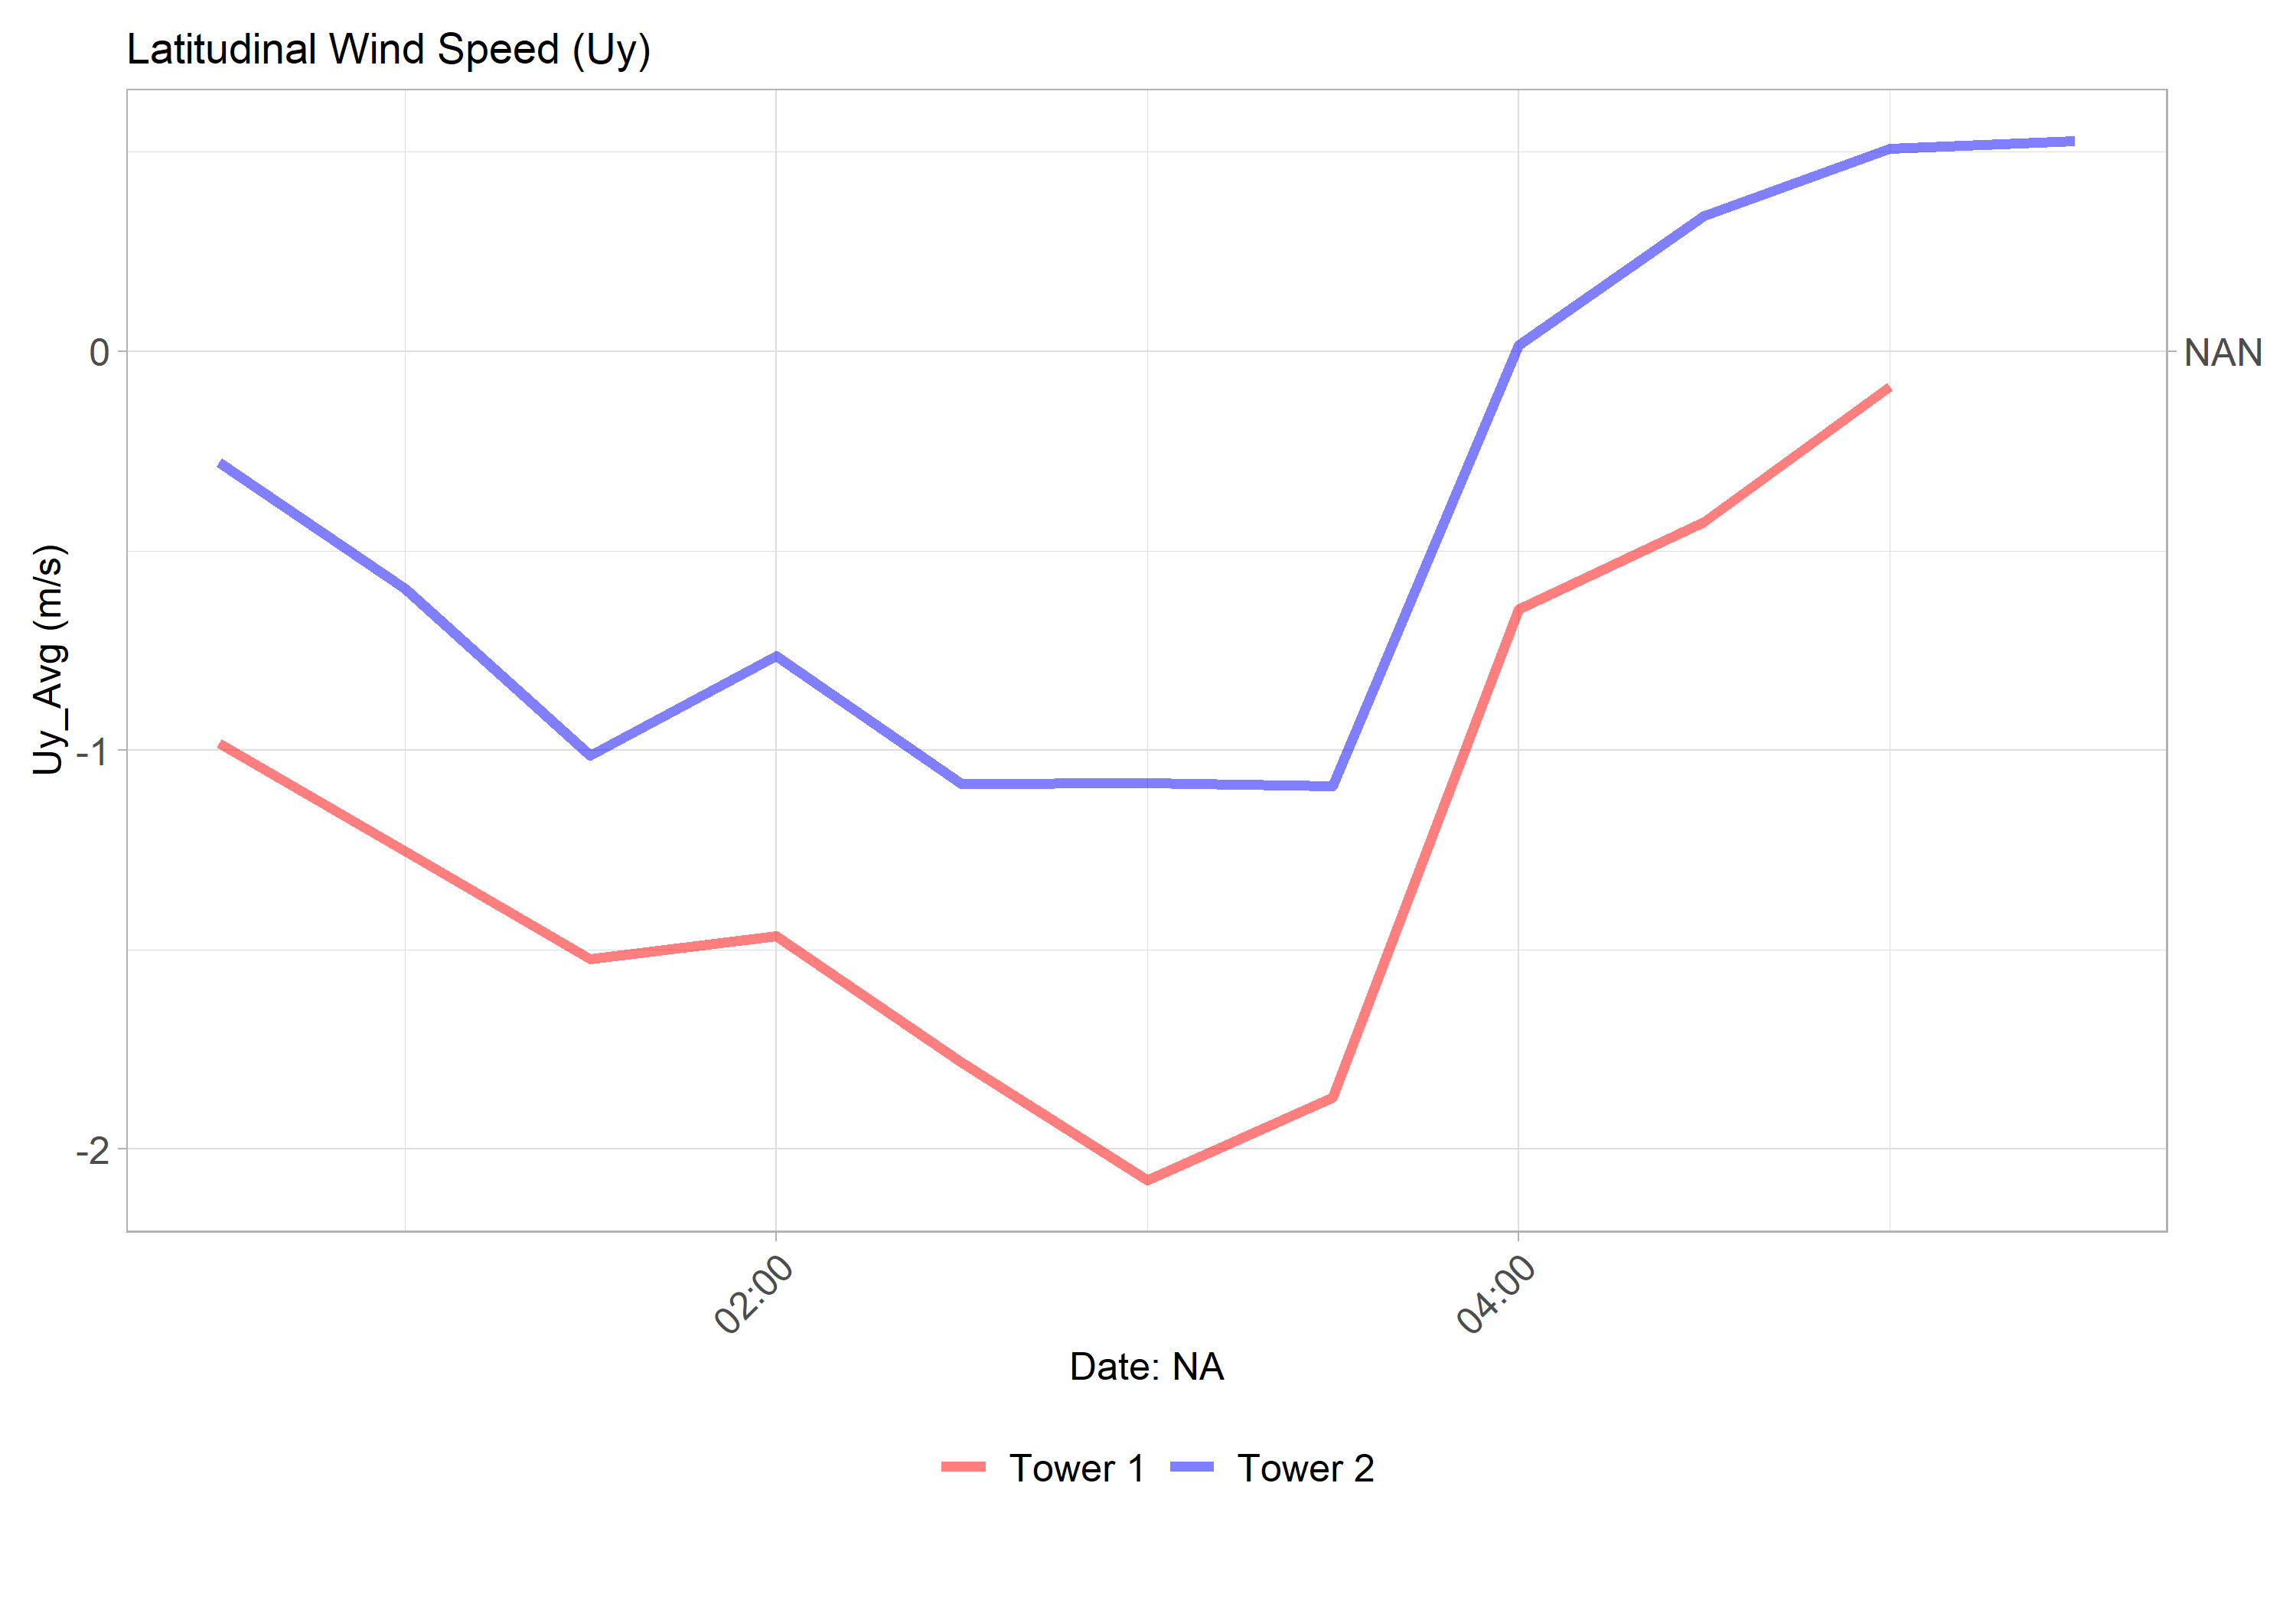 Latitudinal Wind Speed (Uy)
Uy_Avg (m/s)
0
-1
-2
NAN
02:00
04:00
Date: NA
Tower 1
Tower 2